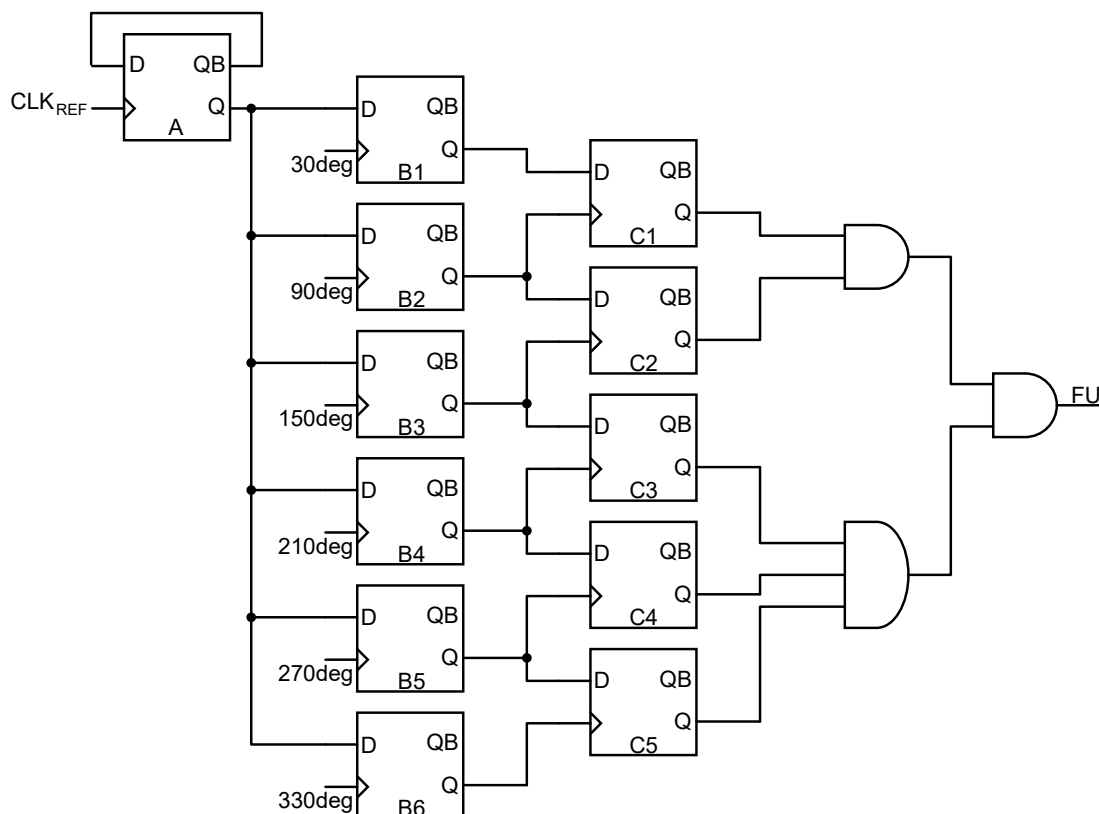 D QB
CLKREF Q
A
D QB
Q
30deg B1
D QB
Q
C1
D QB
Q
90deg B2
D QB
Q
C2
D QB
Q
150deg B3
FU
D QB
Q
C3
D QB
Q
210deg B4
D QB
Q
C4
D QB
Q
270deg B5
D QB
Q
C5
D QB
Q
330deg B6